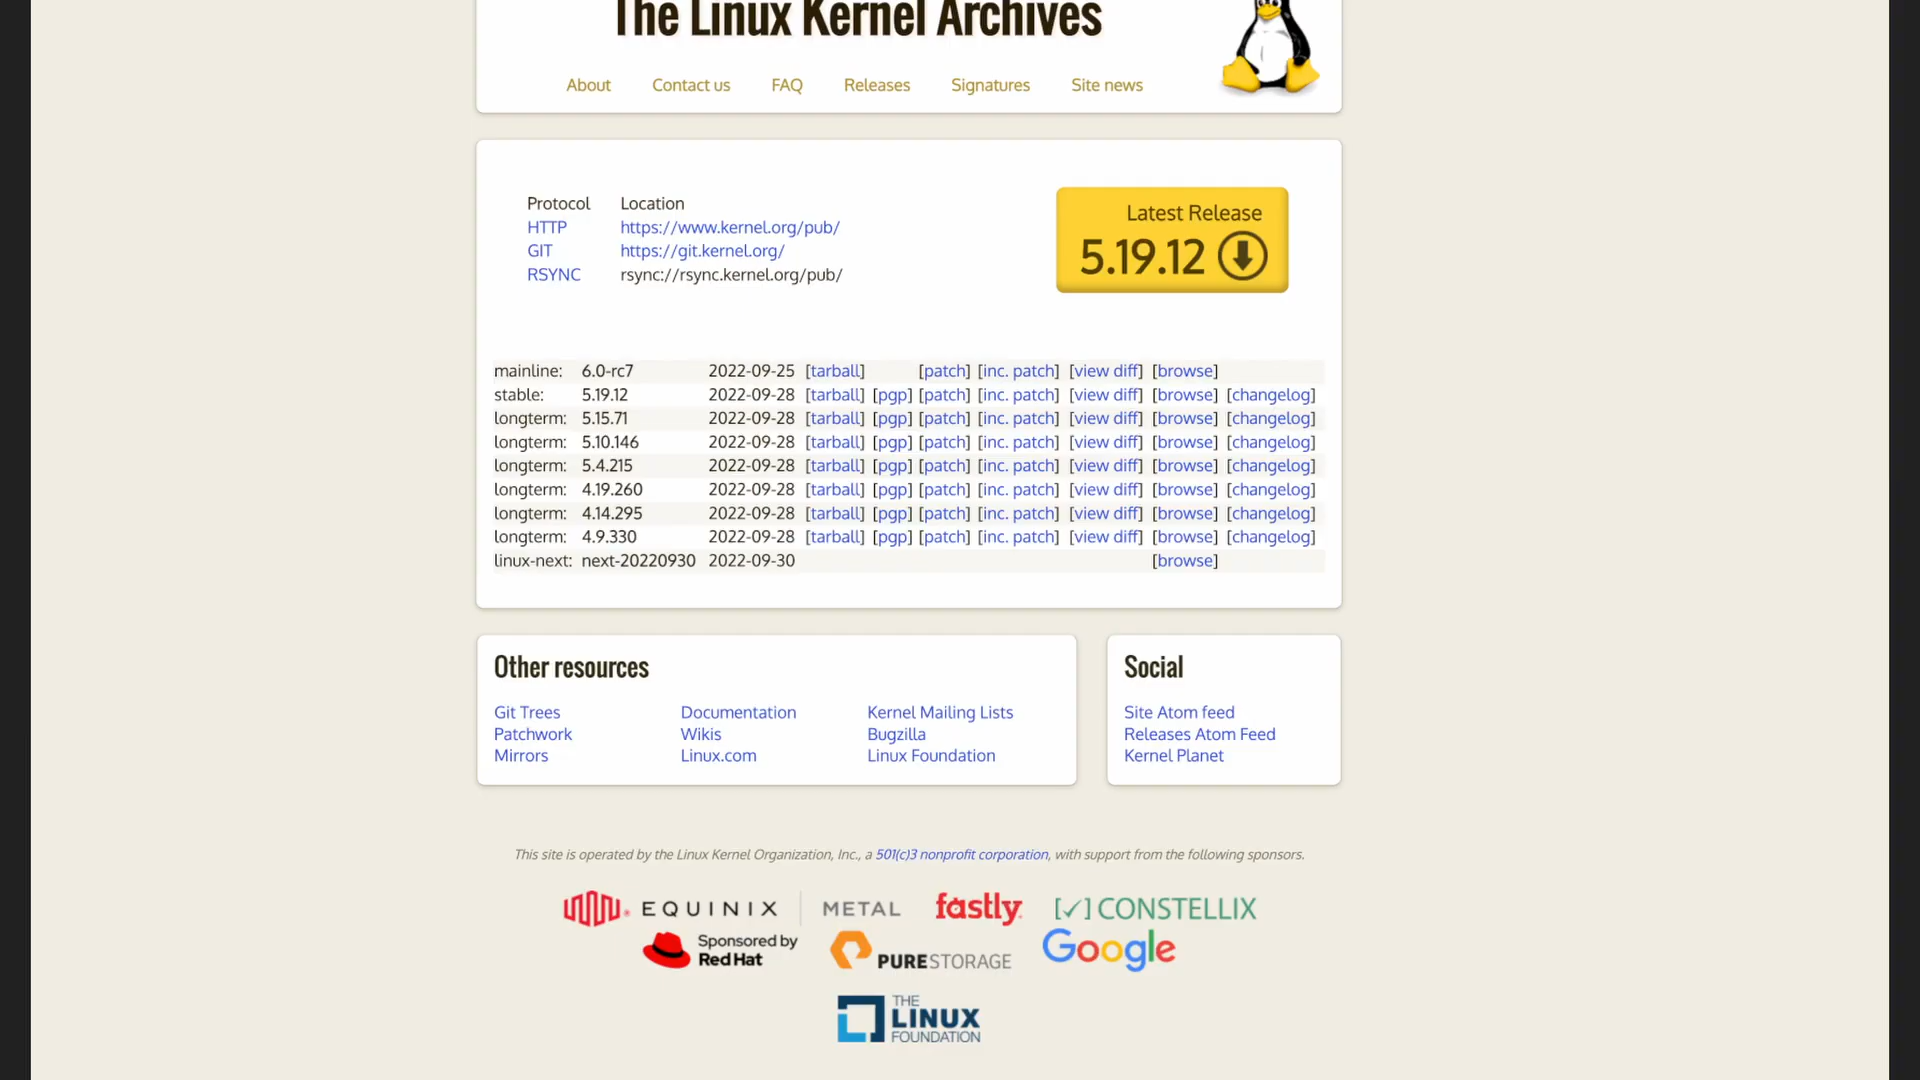 The Linux Kernel Archives
About Contact us FAQ Releases Signatures Site news
Protocol Location
HTTP https://www.kernel.org/pub/
GIT https://git.kernel.org/
RSYNC rsync://rsync.kernel.org/pub/
Latest Release
5.19.12
mainline: 6.0-rc7 2022-09-25 [tarball] [patch] [inc. patch] [view diff] [browse]
stable: 5.19.12 2022-09-28 [tarball] [pgp] [patch] [inc. patch] [view diff] [browse] [changelog]
longterm: 5.15.71 2022-09-28 [tarball] [pgp] [patch] [inc. patch] [view diff] [browse] [changelog]
longterm: 5.10.146 2022-09-28 [tarball] [pgp] [patch] [inc. patch] [view diff] [browse] [changelog]
longterm: 5.4.215 2022-09-28 [tarball] [pgp] [patch] [inc. patch] [view diff] [browse] [changelog]
longterm: 4.19.260 2022-09-28 [tarball] [pgp] [patch] [inc. patch] [view diff] [browse] [changelog]
longterm: 4.14.295 2022-09-28 [tarball] [pgp] [patch] [inc. patch] [view diff] [browse] [changelog]
longterm: 4.9.330 2022-09-28 [tarball] [pgp] [patch] [inc. patch] [view diff] [browse] [changelog]
linux-next: next-20220930 2022-09-30 [browse]
Other resources
Git Trees Documentation Kernel Mailing Lists
Patchwork Wikis Bugzilla
Mirrors Linux.com Linux Foundation
Social
Site Atom feed
Releases Atom Feed
Kernel Planet
This site is operated by the Linux Kernel Organization, Inc., a 501(c)3 nonprofit corporation, with support from the following sponsors.
EQUINIX METAL fastly CONSTELLIX
Sponsored by
Red Hat
PURESTORAGE
Google
THE
LINUX
FOUNDATION